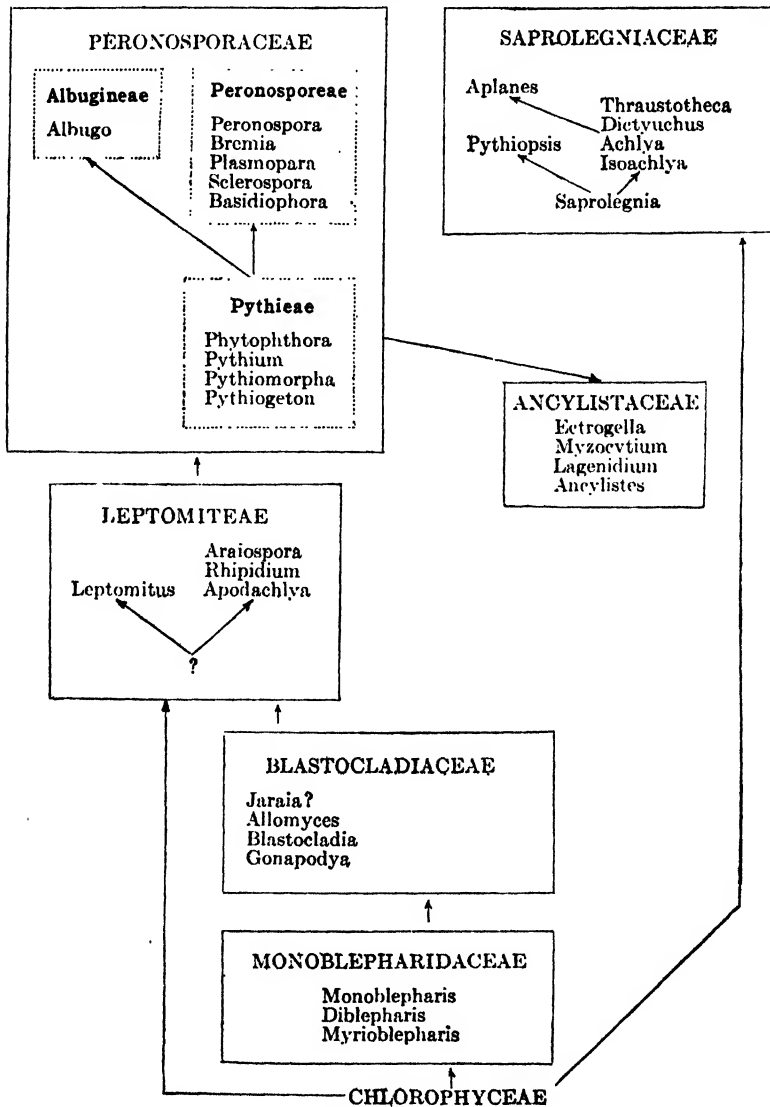 PERONOSPORACEAE
Albugineae
Albugo
Peronosporeae
Peronospora
Bremia
Plasmopara
Sclerospora
Basidiophora
Pythieae
Phytophthora
Pythium
Pythiomorpha
Pythiogeton
SAPROLEGNIACEAE
Aplanes
Thraustotheca
Dictyuchus
Pythiopsis
Achlya
Isoachlya
Saprolegnia
ANCYLISTACEAE
Ectrogella
Myzocytium
Lagenidium
Ancylistes
LEPTOMITEAE
Araiospora
Rhipidium
Leptomitus
Apodachlya
?
BLASTOCLADIACEAE
Jaraia?
Allomyces
Blastocladia
Gonapodya
MONOBLEPHARIDACEAE
Monoblepharis
Diblepharis
Myrioblepharis
CHLOROPHYCEAE